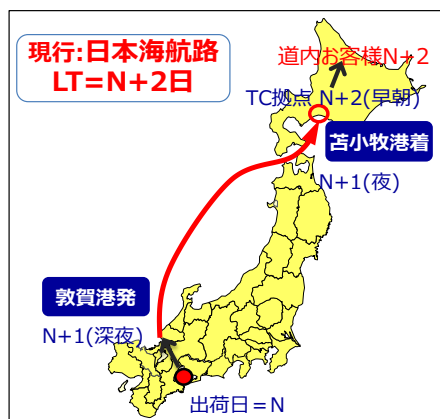 現行:日本海航路
LT=N+2日
道内お客様N+2
TC拠点 N+2(早朝)
苫小牧港着
N+1(夜)
敦賀港発
N+1(深夜)
出荷日=N